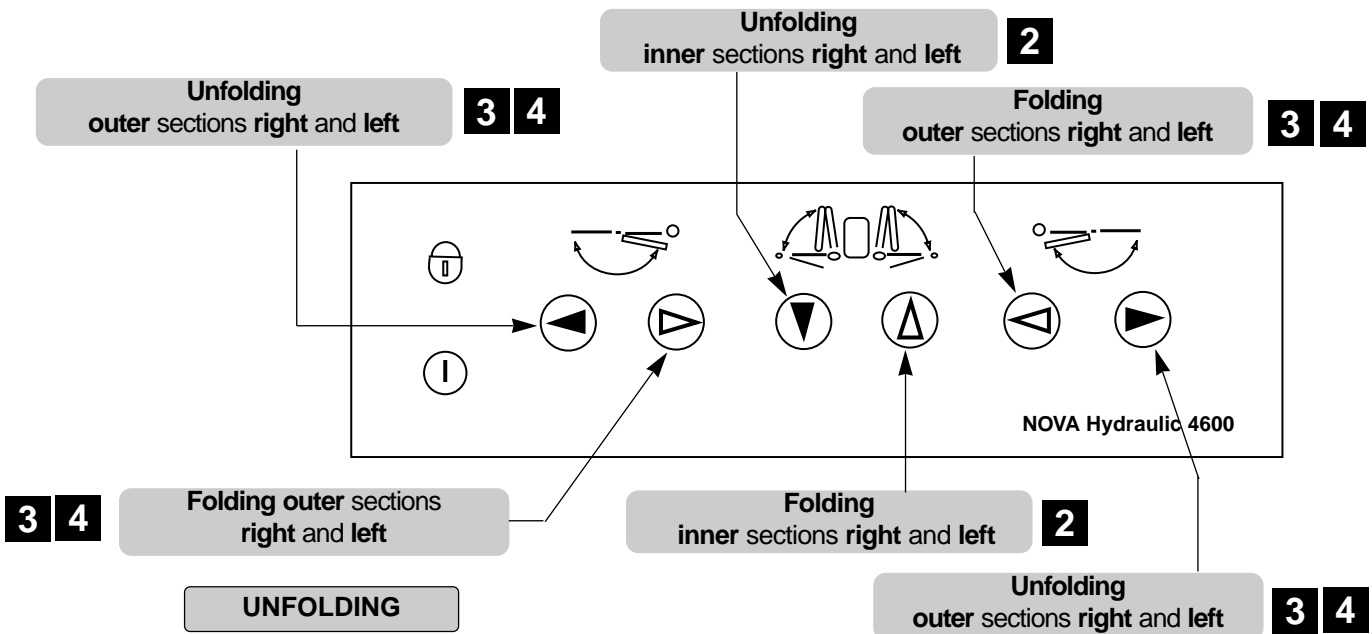 Unfolding
inner sections right and left
2
Unfolding
outer sections right and left
3 4
Folding
outer sections right and left
3 4
NOVA Hydraulic 4600
3 4
Folding outer sections
right and left
Folding
inner sections right and left
2
UNFOLDING
Unfolding
outer sections right and left
3 4